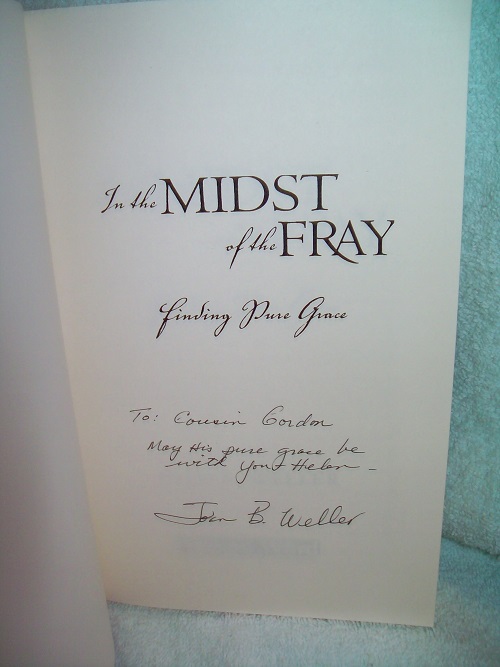 In the MIDST
of the FRAY
Finding Pure Grace
To: Cousin Gordon
May His pure grace be
with you & Helen -
Joan B. Weller